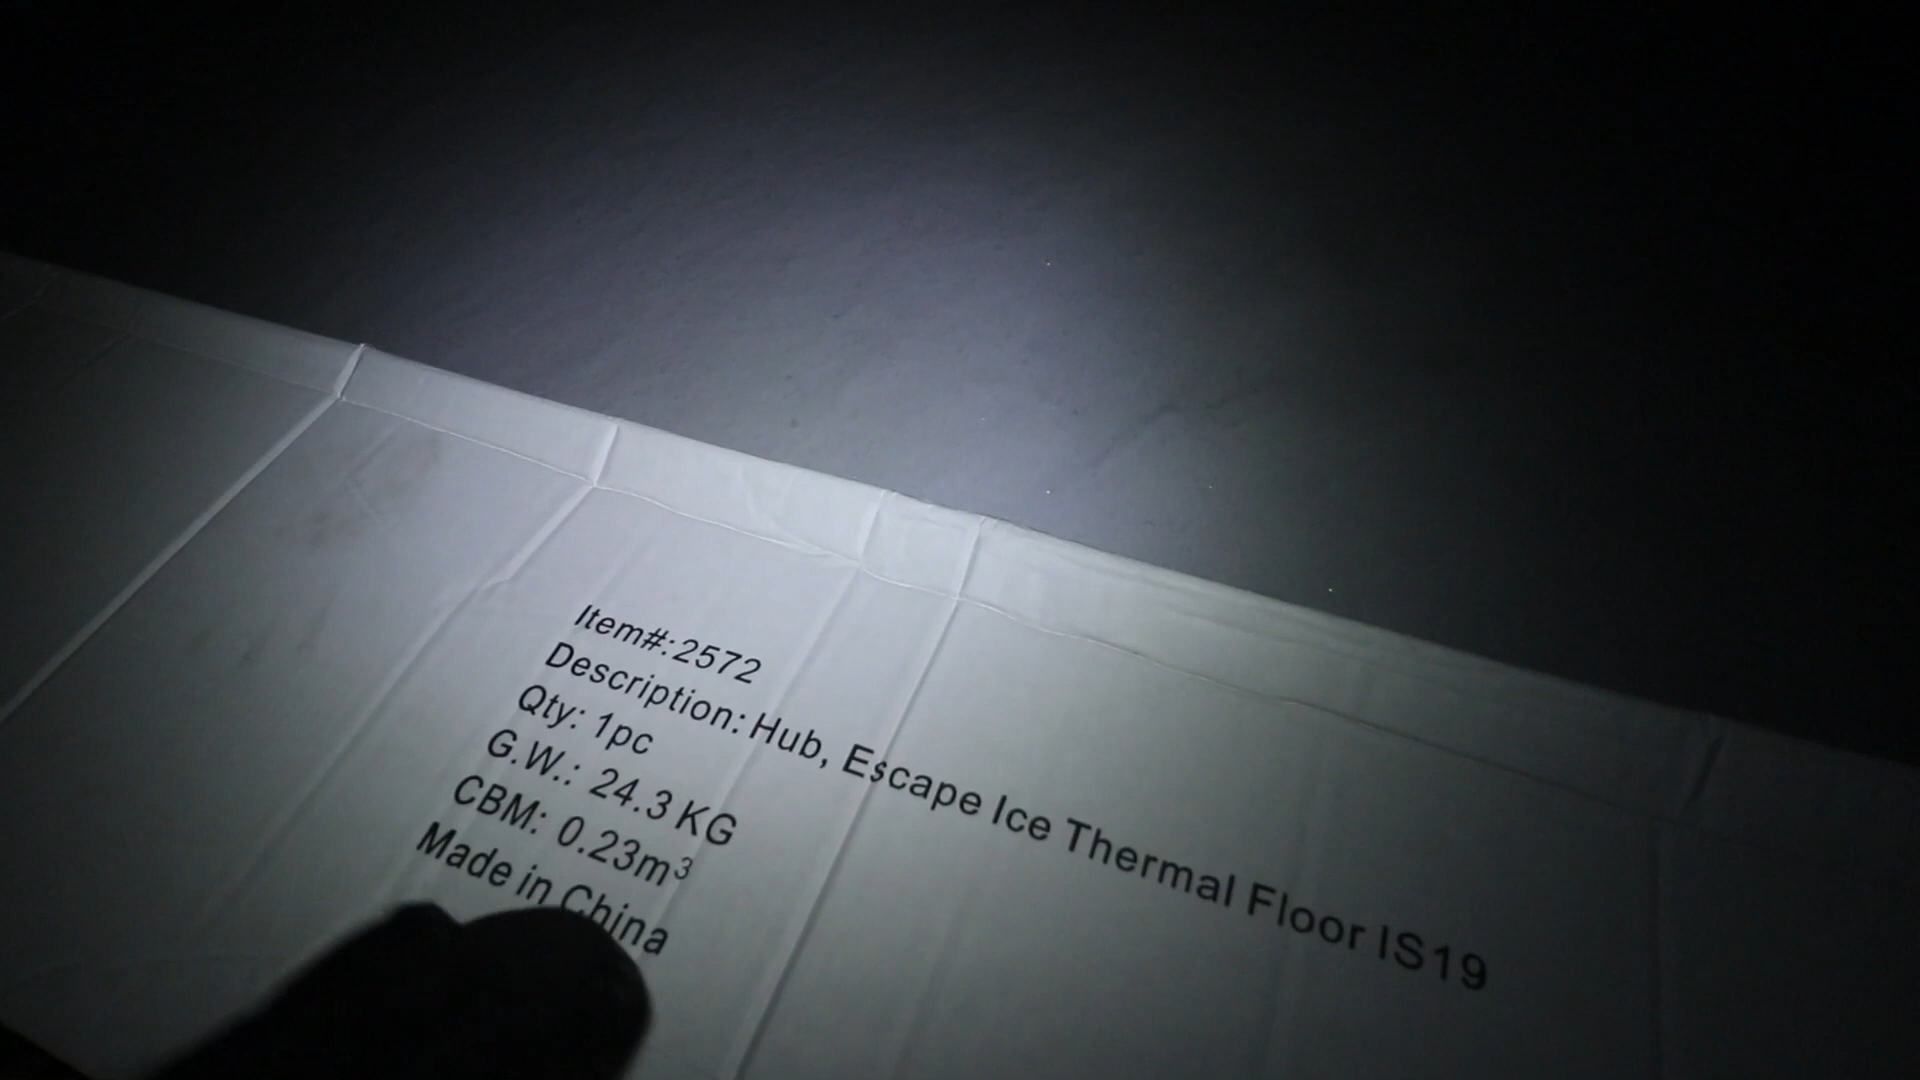 Item#:2572
Description: Hub, Escape Ice Thermal Floor IS19
Qty: 1pc
G.W.: 24.3 KG
CBM: 0.23m³
Made in China